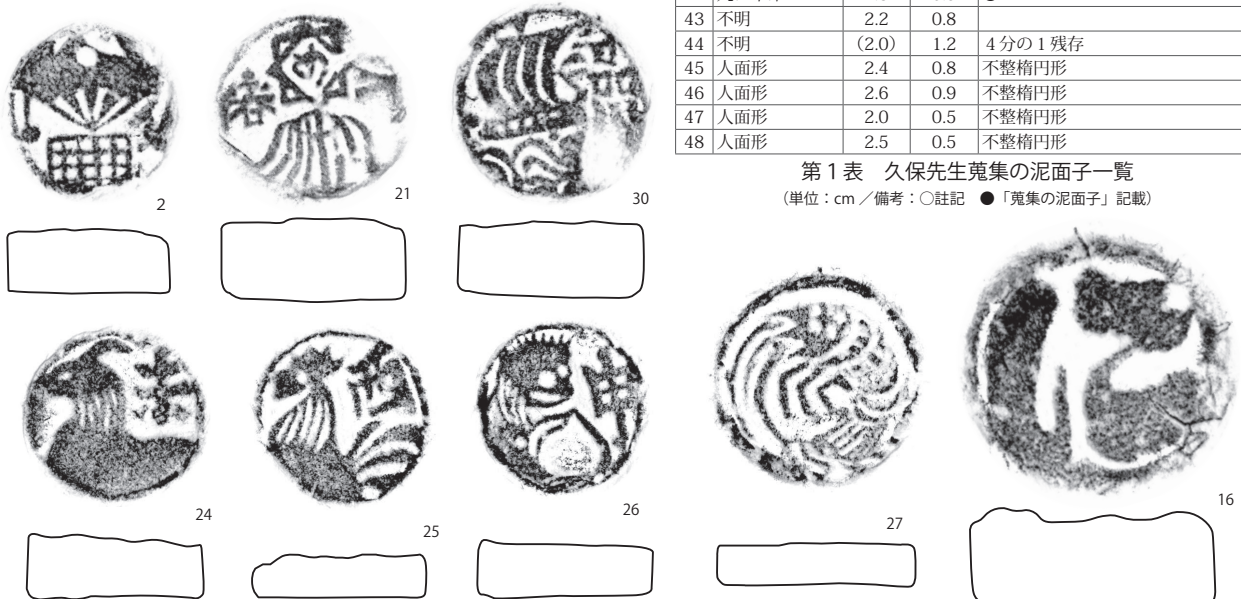 43 不明 2.2 0.8
44 不明 (2.0) 1.2 4分の1残存
45 人面形 2.4 0.8 不整楕円形
46 人面形 2.6 0.9 不整楕円形
47 人面形 2.0 0.5 不整楕円形
48 人面形 2.5 0.5 不整楕円形
第1表 久保先生蒐集の泥面子一覧
(単位:cm/備考:○註記 ●「蒐集の泥面子」記載)
2
21
30
24
25
26
27
16